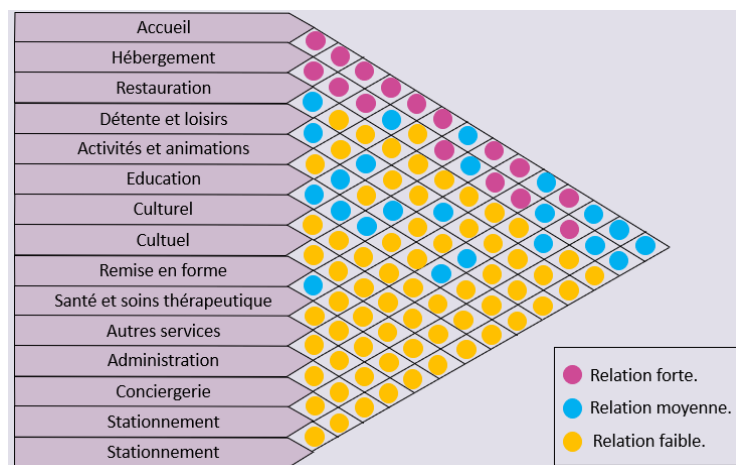 Accueil
Hébergement
Restauration
Détente et loisirs
Activités et animations
Education
Culturel
Cultuel
Remise en forme
Santé et soins thérapeutique
Autres services
Administration
Conciergerie
Stationnement
Stationnement
Relation forte.
Relation moyenne.
Relation faible.